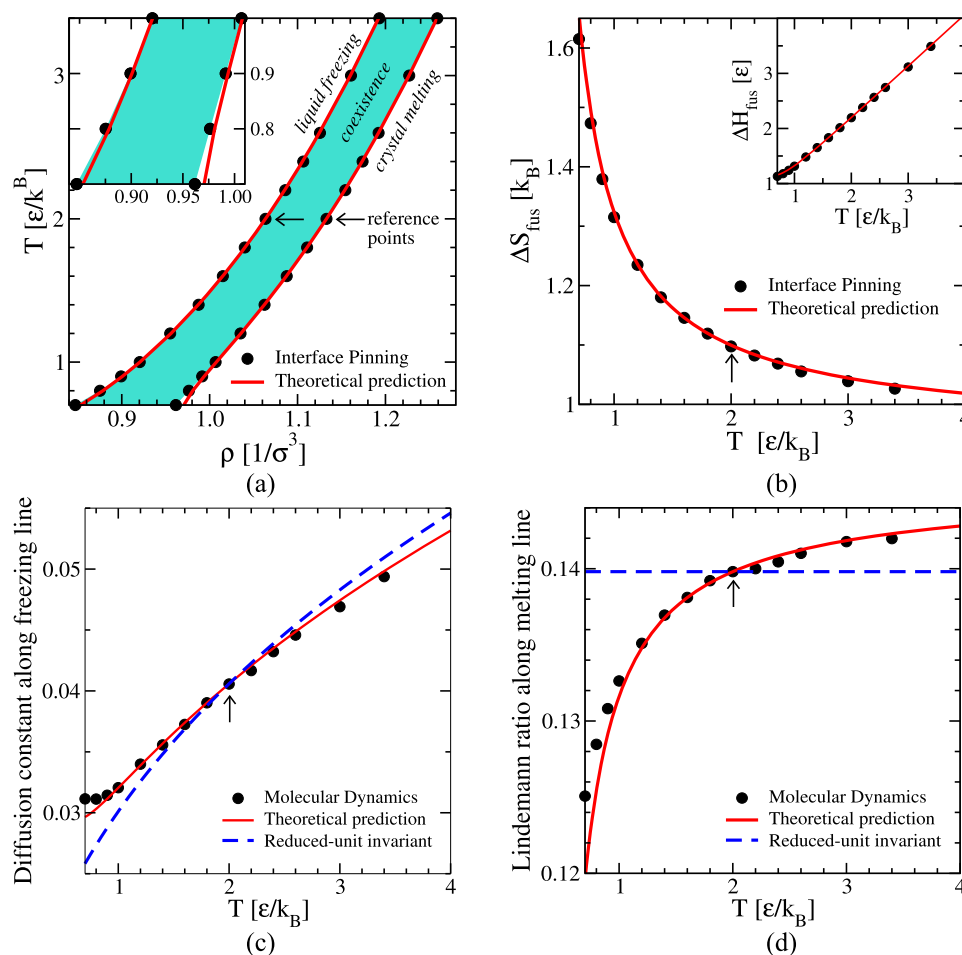 3
2
1
T [ε/k^B]
0.9
0.8
0.90
0.95
1.00
liquid freezing
coexistence
crystal melting
reference
points
Interface Pinning
Theoretical prediction
0.9
1.0
1.1
1.2
ρ [1/σ³]
(a)
1.6
1.4
1.2
1
ΔS_fus [k_B]
3
2
1
ΔH_fus [ε]
1
2
3
T [ε/k_B]
Interface Pinning
Theoretical prediction
1
2
3
4
T [ε/k_B]
(b)
0.05
0.04
0.03
Diffusion constant along freezing line
Molecular Dynamics
Theoretical prediction
Reduced-unit invariant
1
2
3
4
T [ε/k_B]
(c)
0.14
0.13
0.12
Lindemann ratio along melting line
Molecular Dynamics
Theoretical prediction
Reduced-unit invariant
1
2
3
4
T [ε/k_B]
(d)